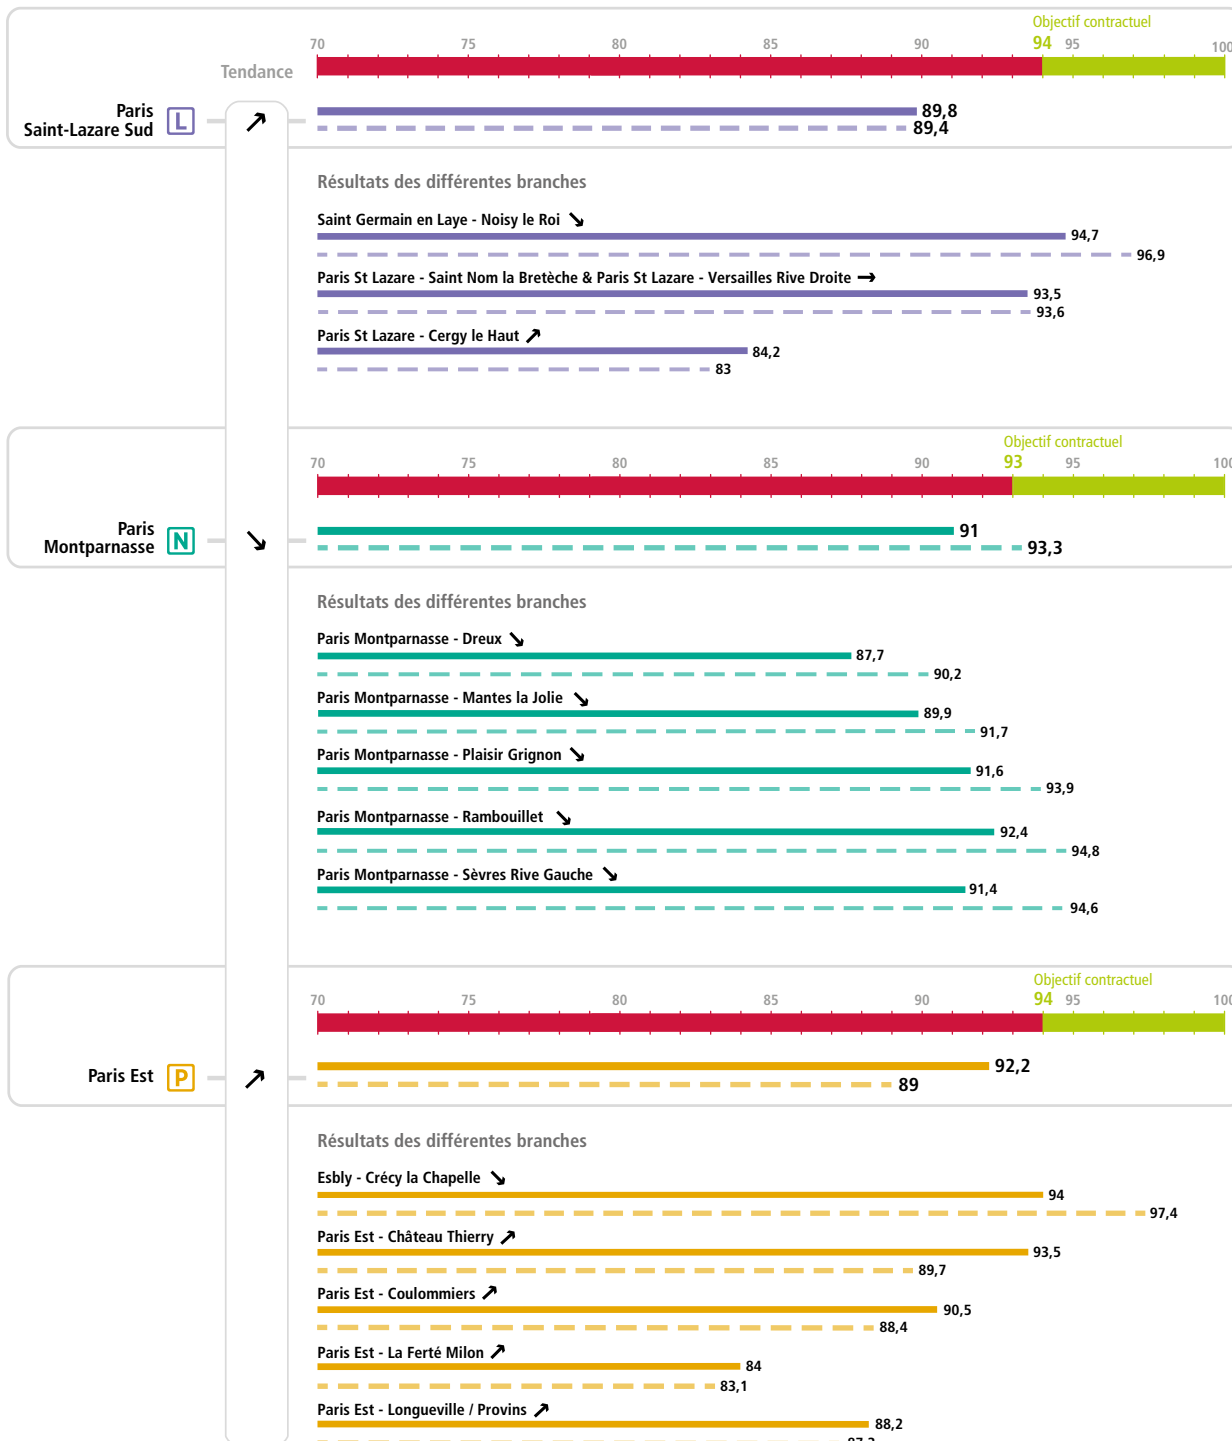 Objectif contractuel
70 75 80 85 90 94 95 100
Tendance
Paris
Saint-Lazare Sud L
89,8
89,4
Résultats des différentes branches
Saint Germain en Laye - Noisy le Roi ↘
94,7
96,9
Paris St Lazare - Saint Nom la Bretèche & Paris St Lazare - Versailles Rive Droite →
93,5
93,6
Paris St Lazare - Cergy le Haut ↗
84,2
83
Objectif contractuel
70 75 80 85 90 93 95 100
Paris
Montparnasse N
91
93,3
Résultats des différentes branches
Paris Montparnasse - Dreux ↘
87,7
90,2
Paris Montparnasse - Mantes la Jolie ↘
89,9
91,7
Paris Montparnasse - Plaisir Grignon ↘
91,6
93,9
Paris Montparnasse - Rambouillet ↘
92,4
94,8
Paris Montparnasse - Sèvres Rive Gauche ↘
91,4
94,6
Objectif contractuel
70 75 80 85 90 94 95 100
Paris Est P
92,2
89
Résultats des différentes branches
Esbly - Crécy la Chapelle ↘
94
97,4
Paris Est - Château Thierry ↗
93,5
89,7
Paris Est - Coulommiers ↗
90,5
88,4
Paris Est - La Ferté Milon ↗
84
83,1
Paris Est - Longueville / Provins ↗
88,2